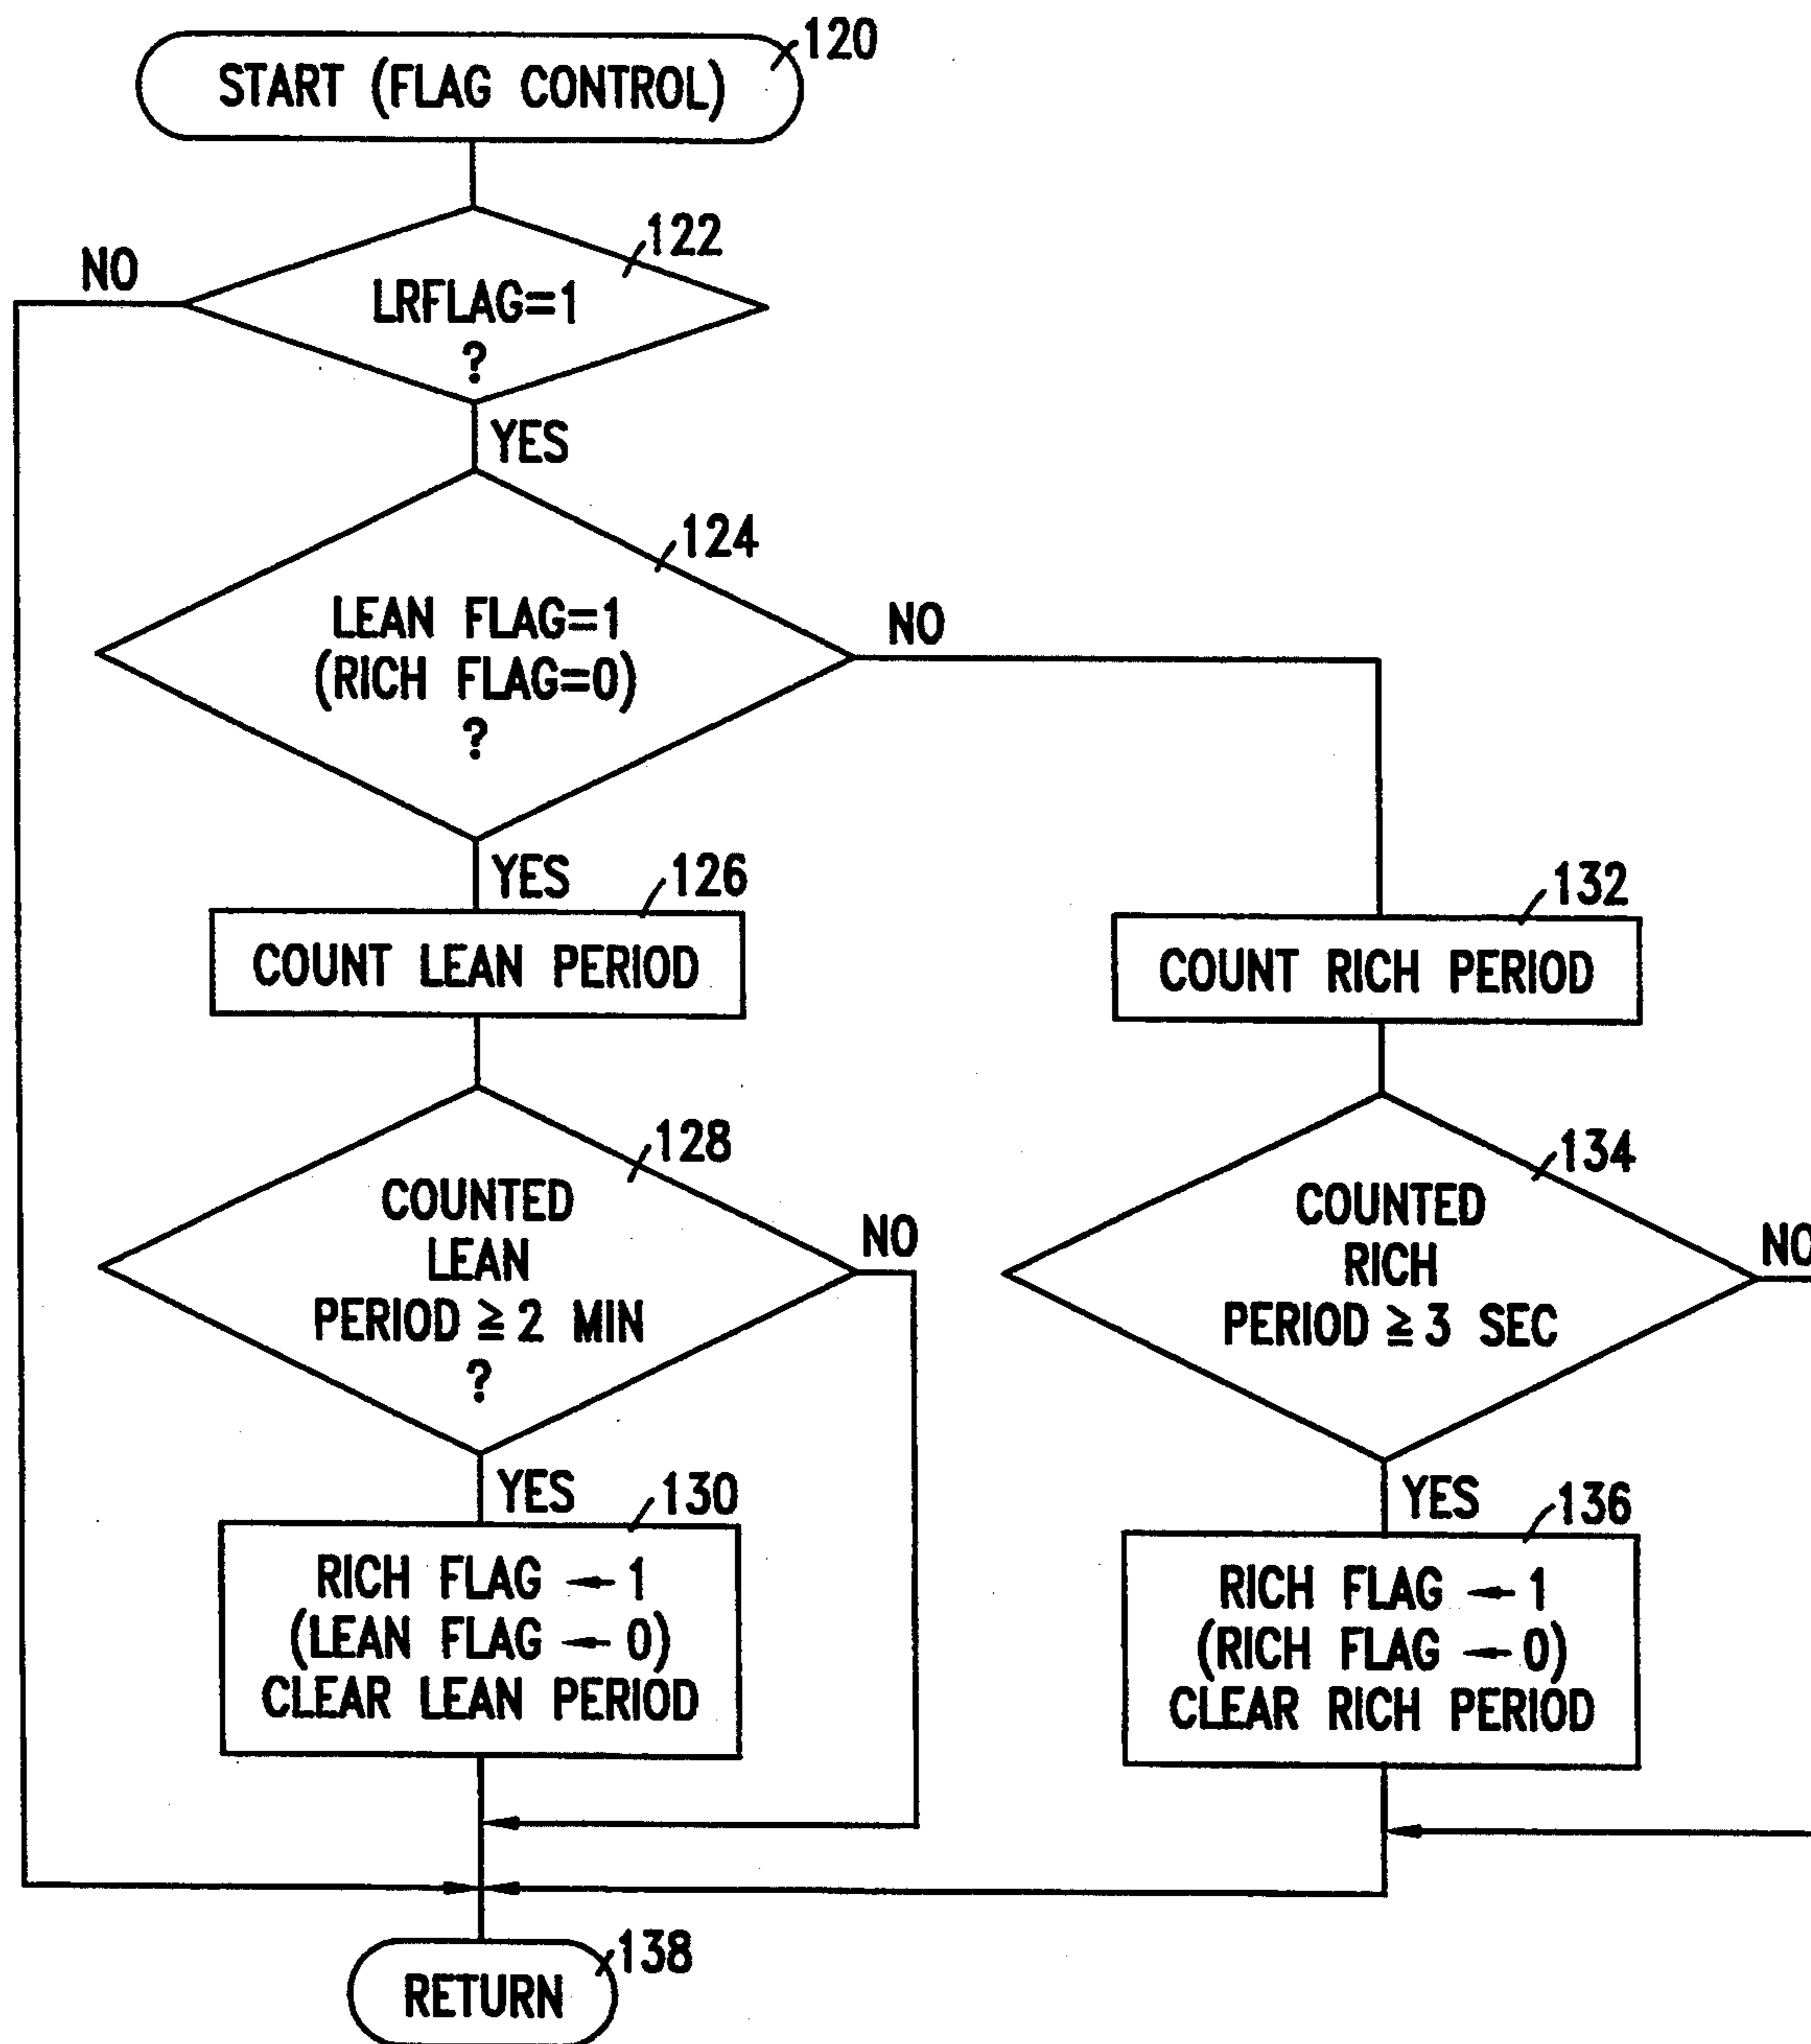 START (FLAG CONTROL)
120
122
NO
LRFLAG=1
?
YES
124
LEAN FLAG=1
(RICH FLAG=0)
?
NO
YES
126
COUNT LEAN PERIOD
132
COUNT RICH PERIOD
128
COUNTED
LEAN
PERIOD ≧ 2 MIN
?
NO
134
COUNTED
RICH
PERIOD ≧ 3 SEC
NO
YES
130
RICH FLAG ← 1
(LEAN FLAG ← 0)
CLEAR LEAN PERIOD
YES
136
RICH FLAG ← 1
(RICH FLAG ← 0)
CLEAR RICH PERIOD
138
RETURN